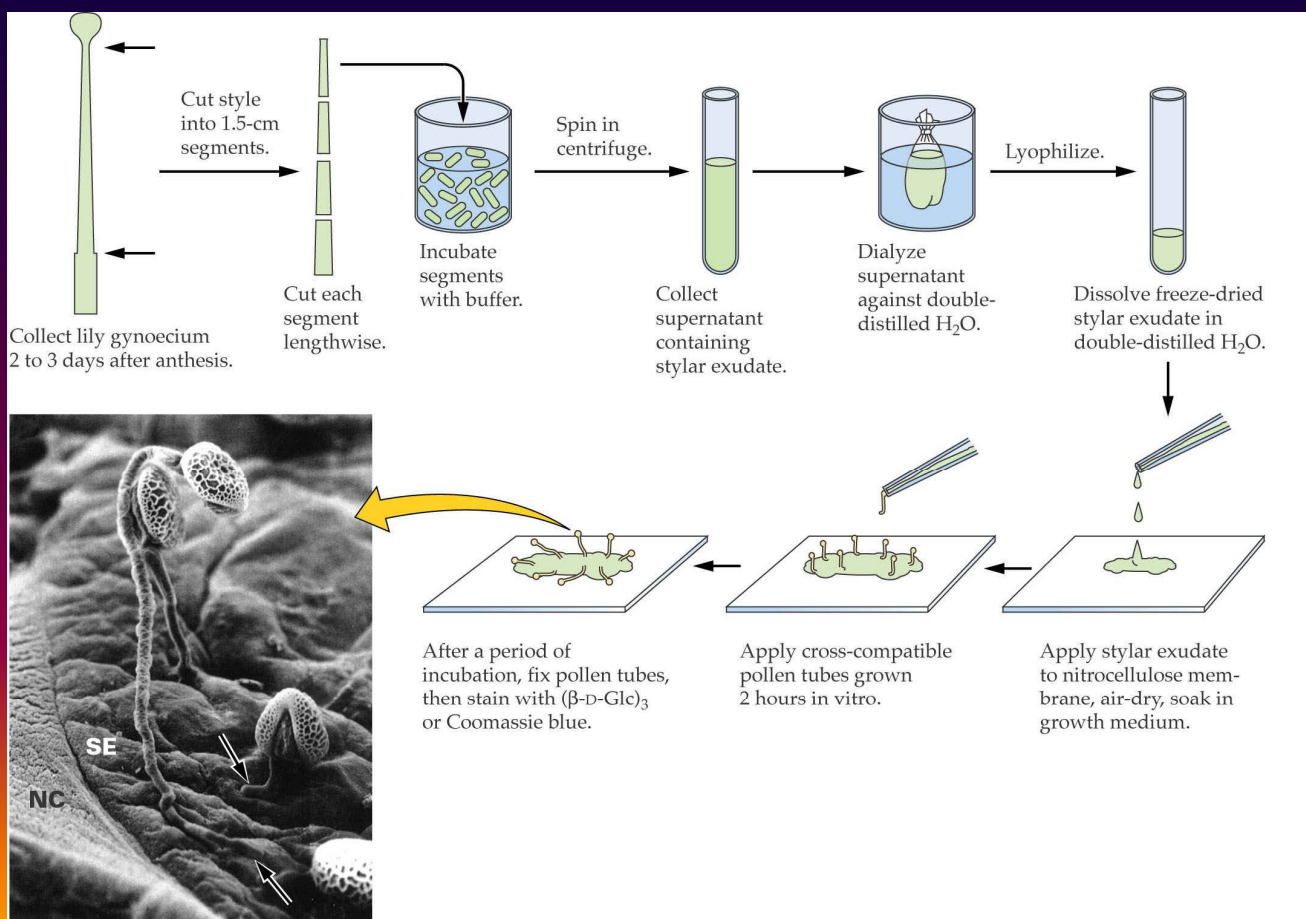 Cut style
into 1.5-cm
segments.
Spin in
centrifuge.
Lyophilize.
Collect lily gynoecium
2 to 3 days after anthesis.
Cut each
segment
lengthwise.
Incubate
segments
with buffer.
Collect
supernatant
containing
stylar exudate.
Dialyze
supernatant
against double-
distilled H₂O.
Dissolve freeze-dried
stylar exudate in
double-distilled H₂O.
Apply stylar exudate
to nitrocellulose mem-
brane, air-dry, soak in
growth medium.
Apply cross-compatible
pollen tubes grown
2 hours in vitro.
After a period of
incubation, fix pollen tubes,
then stain with (β-D-Glc)₃
or Coomassie blue.
SE
NC